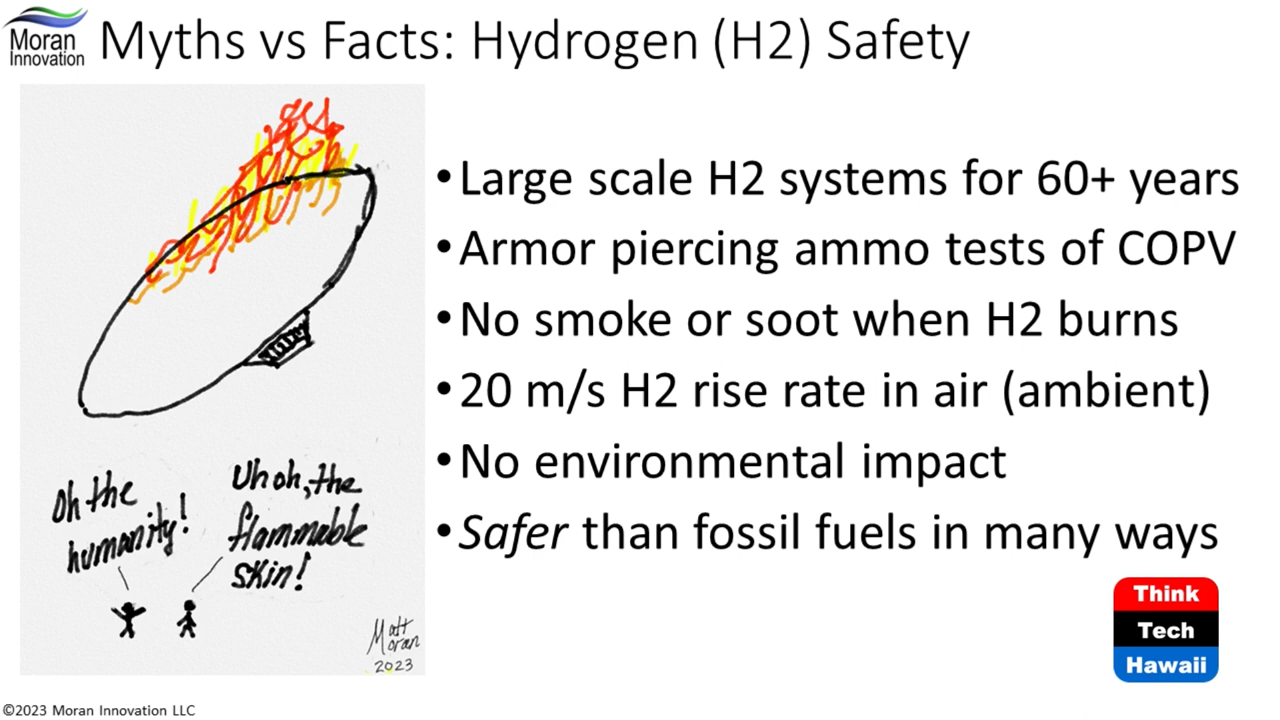 Moran
Innovation
Myths vs Facts: Hydrogen (H2) Safety
Oh the
humanity!
Uh oh, the
flammable
skin!
Matt
Moran
2023
• Large scale H2 systems for 60+ years
• Armor piercing ammo tests of COPV
• No smoke or soot when H2 burns
• 20 m/s H2 rise rate in air (ambient)
• No environmental impact
• Safer than fossil fuels in many ways
Think
Tech
Hawaii
©2023 Moran Innovation LLC